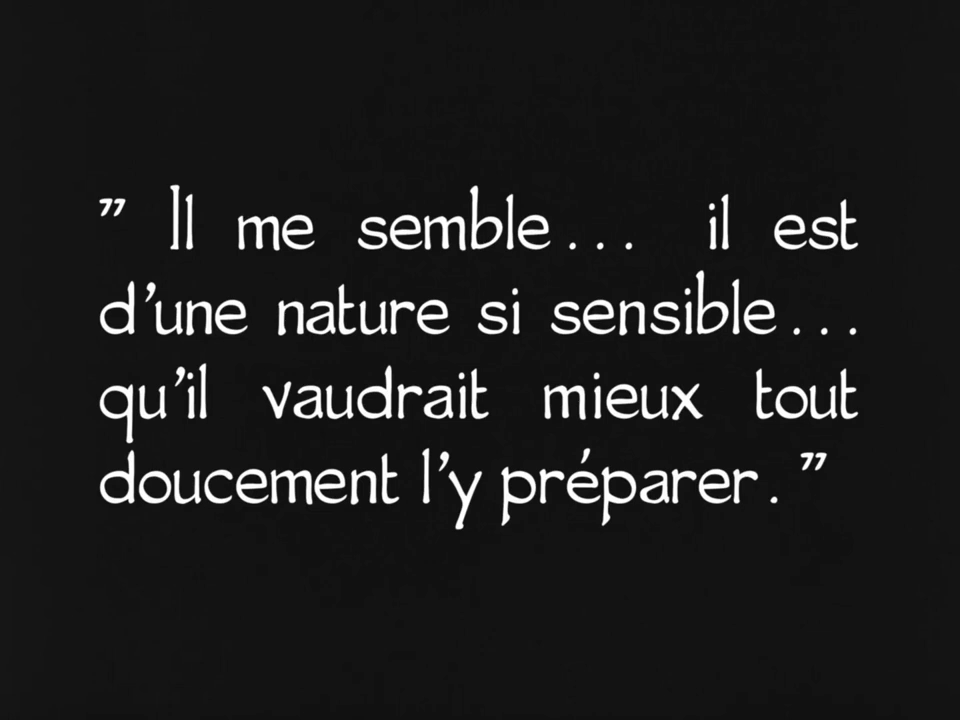 ” Il me semble... il est
d’une nature si sensible...
qu’il vaudrait mieux tout
doucement l’y préparer. ”